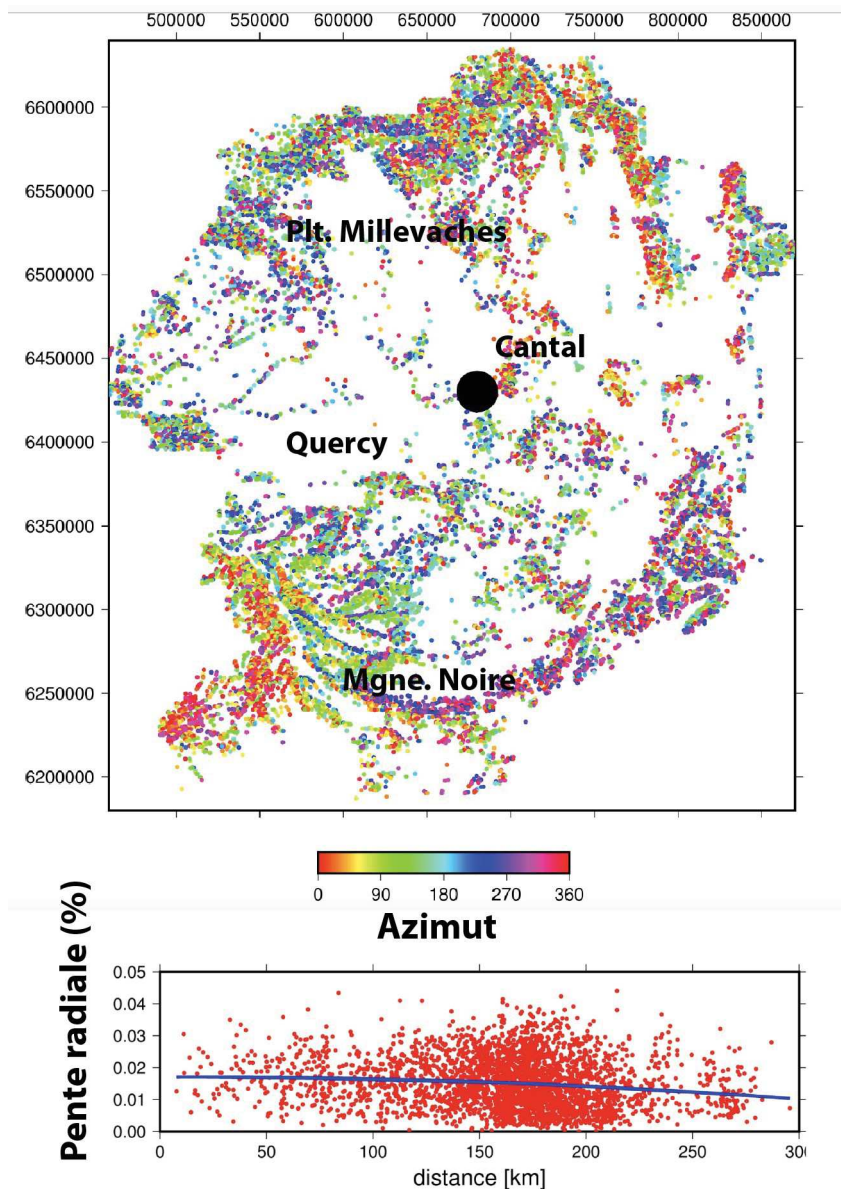 500000 550000 600000 650000 700000 750000 800000 850000
6600000
6550000
Plt. Millevaches
6500000
6450000
Cantal
6400000
Quercy
6350000
6300000
6250000
Mgne. Noire
6200000
0 90 180 270 360
Azimut
Pente radiale (%)
0.05
0.04
0.03
0.02
0.01
0.00
0 50 100 150 200 250 300
distance [km]